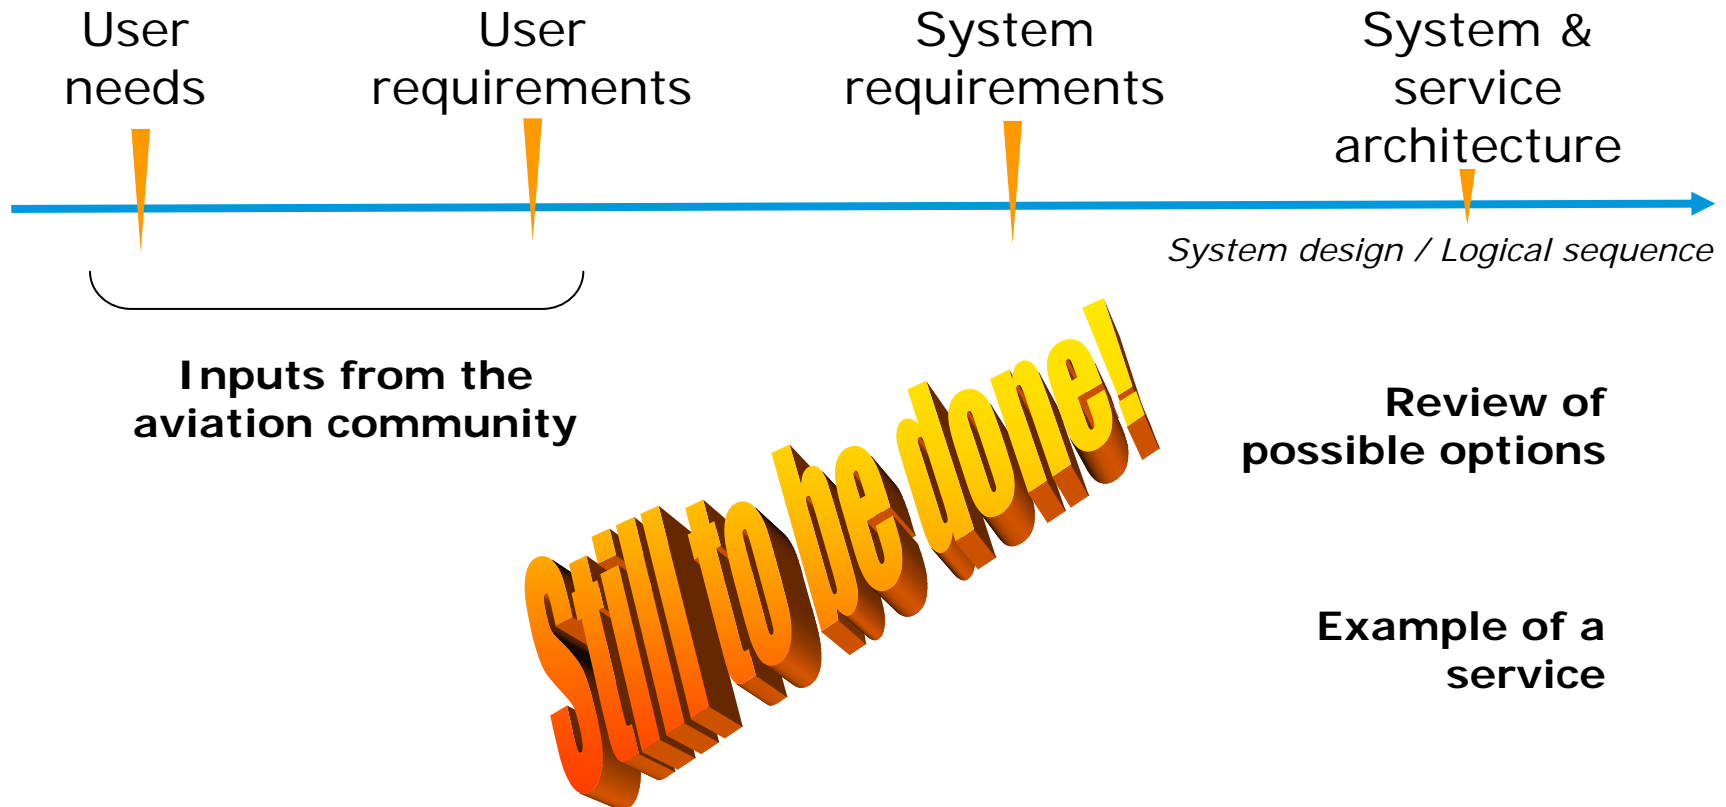 User
needs
User
requirements
System
requirements
System &
service
architecture
System design / Logical sequence
Inputs from the
aviation community
Still to be done!
Review of
possible options
Example of a
service